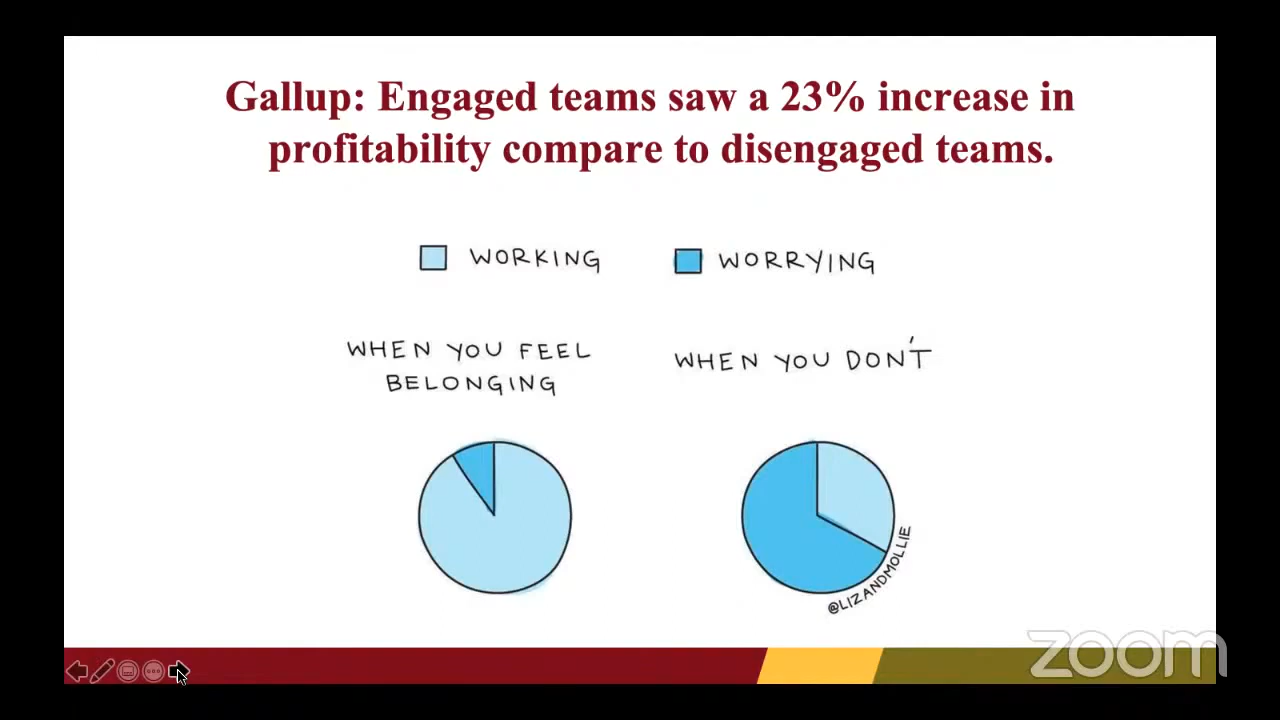 Gallup: Engaged teams saw a 23% increase in
profitability compare to disengaged teams.
WORKING
WORRYING
WHEN YOU FEEL
BELONGING
WHEN YOU DON'T
@LIZANDMOLLIE
zoom